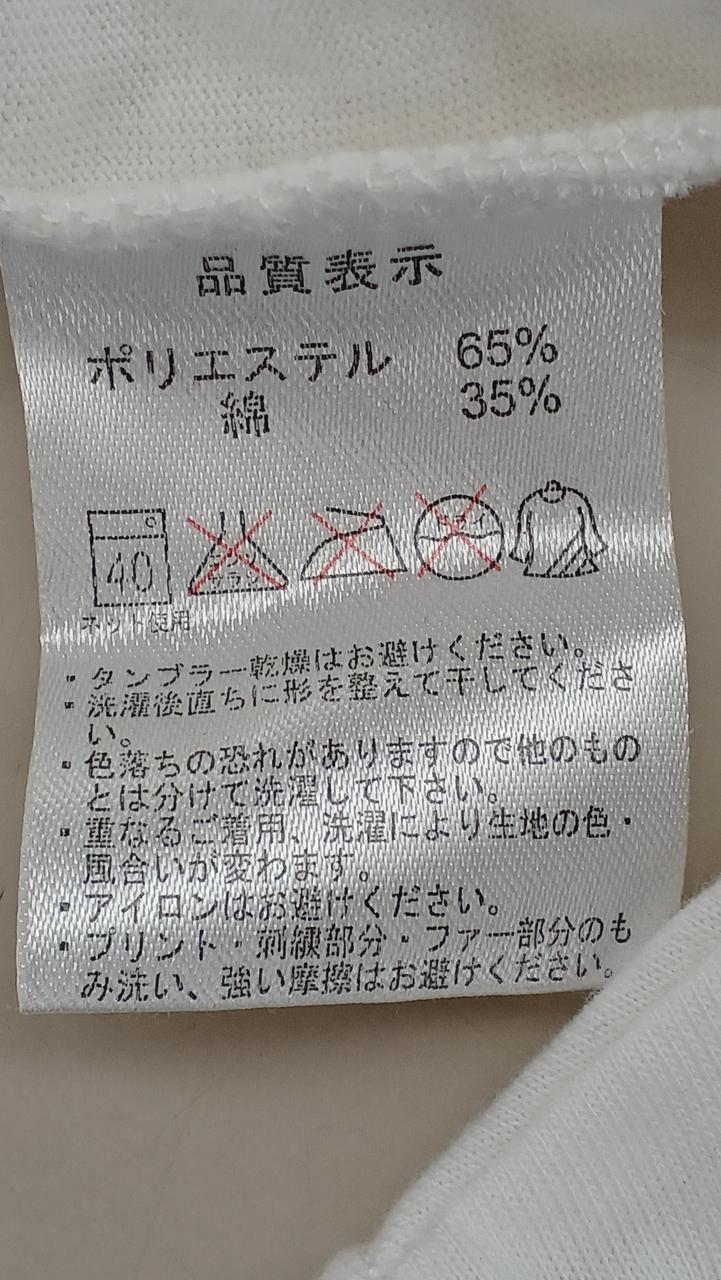 品質表示
ポリエステル 65%
綿 35%
40
ネット使用
・タンブラー乾燥はお避けください。
・洗濯後直ちに形を整えて干してくださ
い。
・色落ちの恐れがありますので他のもの
とは分けて洗濯して下さい。
・重なるご着用、洗濯により生地の色・
風合いが変わます。
・アイロンはお避けください。
・プリント・刺繍部分・ファー部分のも
み洗い、強い摩擦はお避けください。